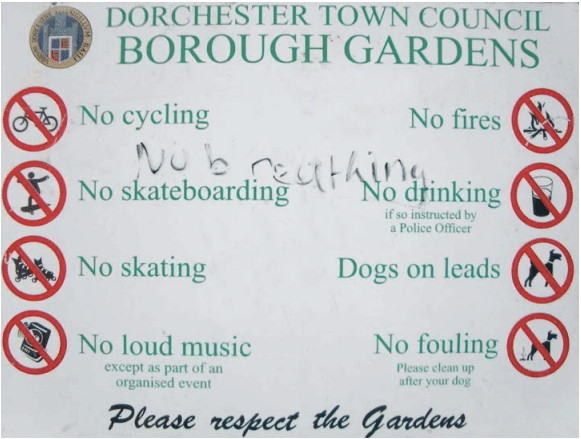 DORCHESTER TOWN COUNCIL
BOROUGH GARDENS
No cycling
No fires
No breathing
No skateboarding
No drinking
if so instructed by
a Police Officer
No skating
Dogs on leads
No loud music
except as part of an
organised event
No fouling
Please clean up
after your dog
Please respect the Gardens